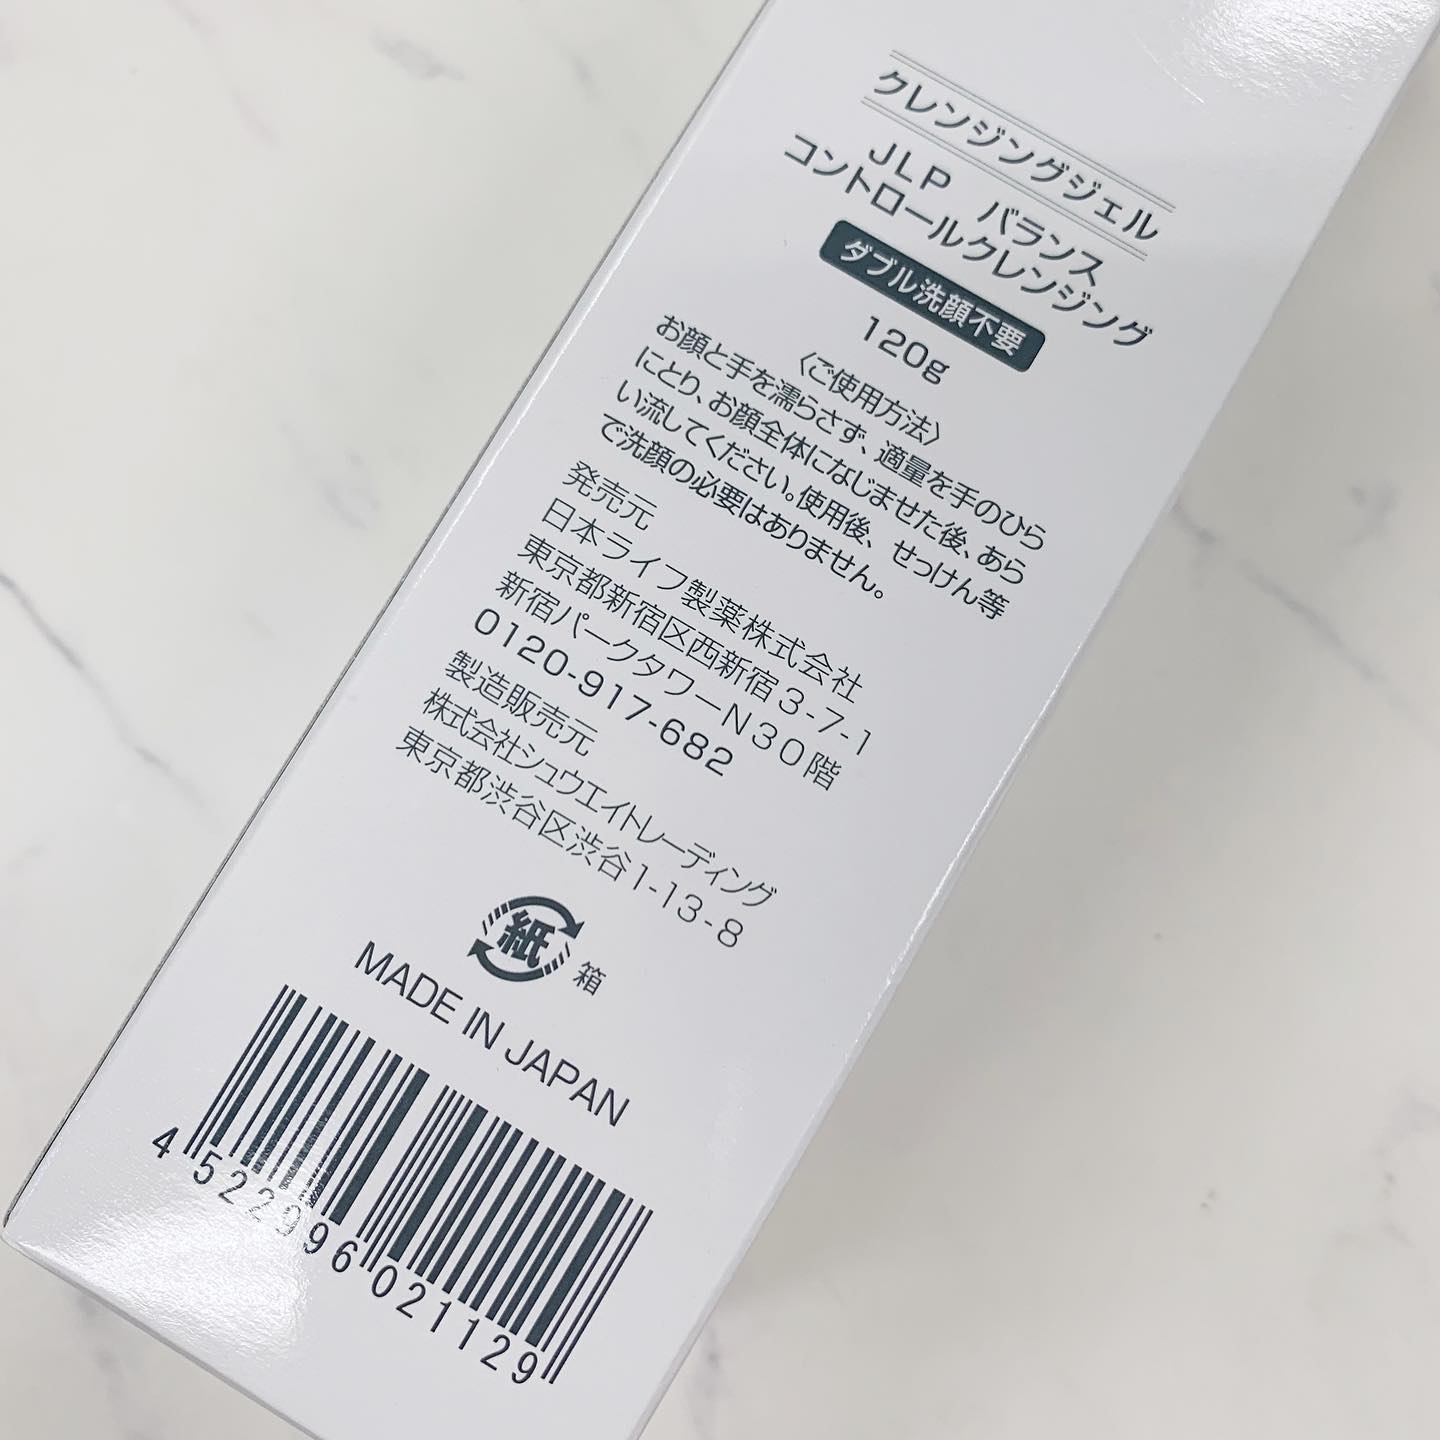 クレンジングジェル
JLP バランス
コントロールクレンジング
ダブル洗顔不要
120g
〈ご使用方法〉
お顔と手を濡らさず、適量を手のひら
にとり、お顔全体になじませた後、あら
い流してください。使用後、せっけん等
で洗顔の必要はありません。
発売元
日本ライフ製薬株式会社
東京都新宿区西新宿3-7-1
新宿パークタワーN30階
0120-917-682
製造販売元
株式会社シュウエイトレーディング
東京都渋谷区渋谷1-13-8
紙 箱
MADE IN JAPAN
4 522996 021129